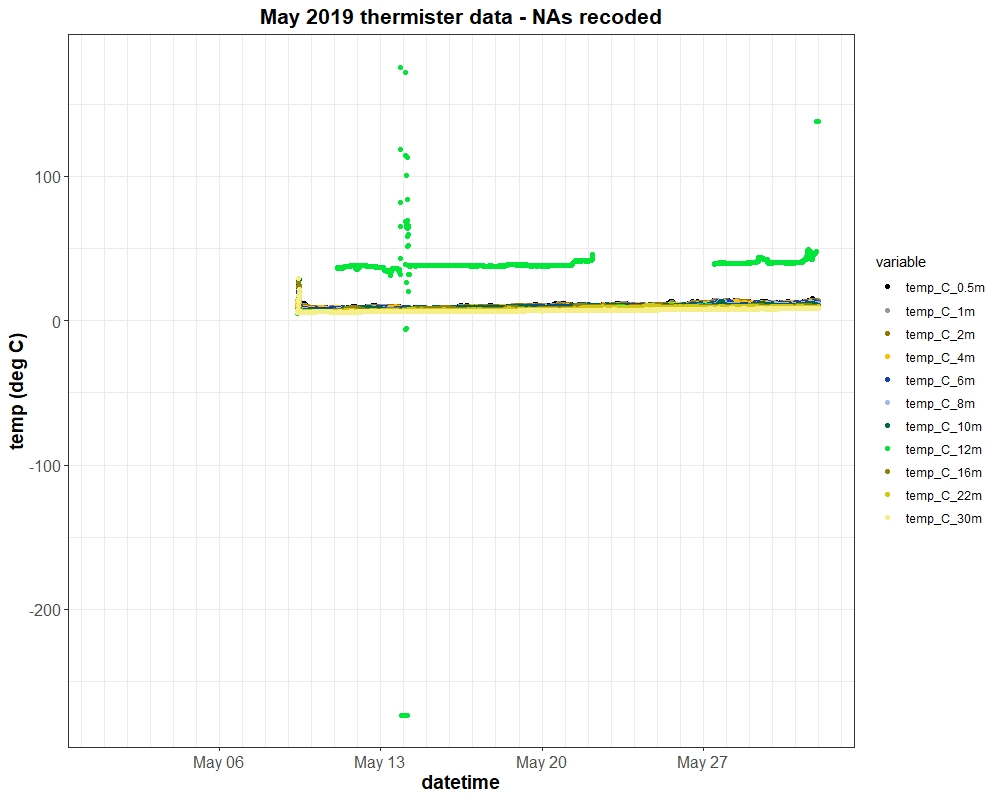 May 2019 thermister data - NAs recoded
temp (deg C)
100
0
-100
-200
May 06
May 13
May 20
May 27
datetime
variable
temp_C_0.5m
temp_C_1m
temp_C_2m
temp_C_4m
temp_C_6m
temp_C_8m
temp_C_10m
temp_C_12m
temp_C_16m
temp_C_22m
temp_C_30m